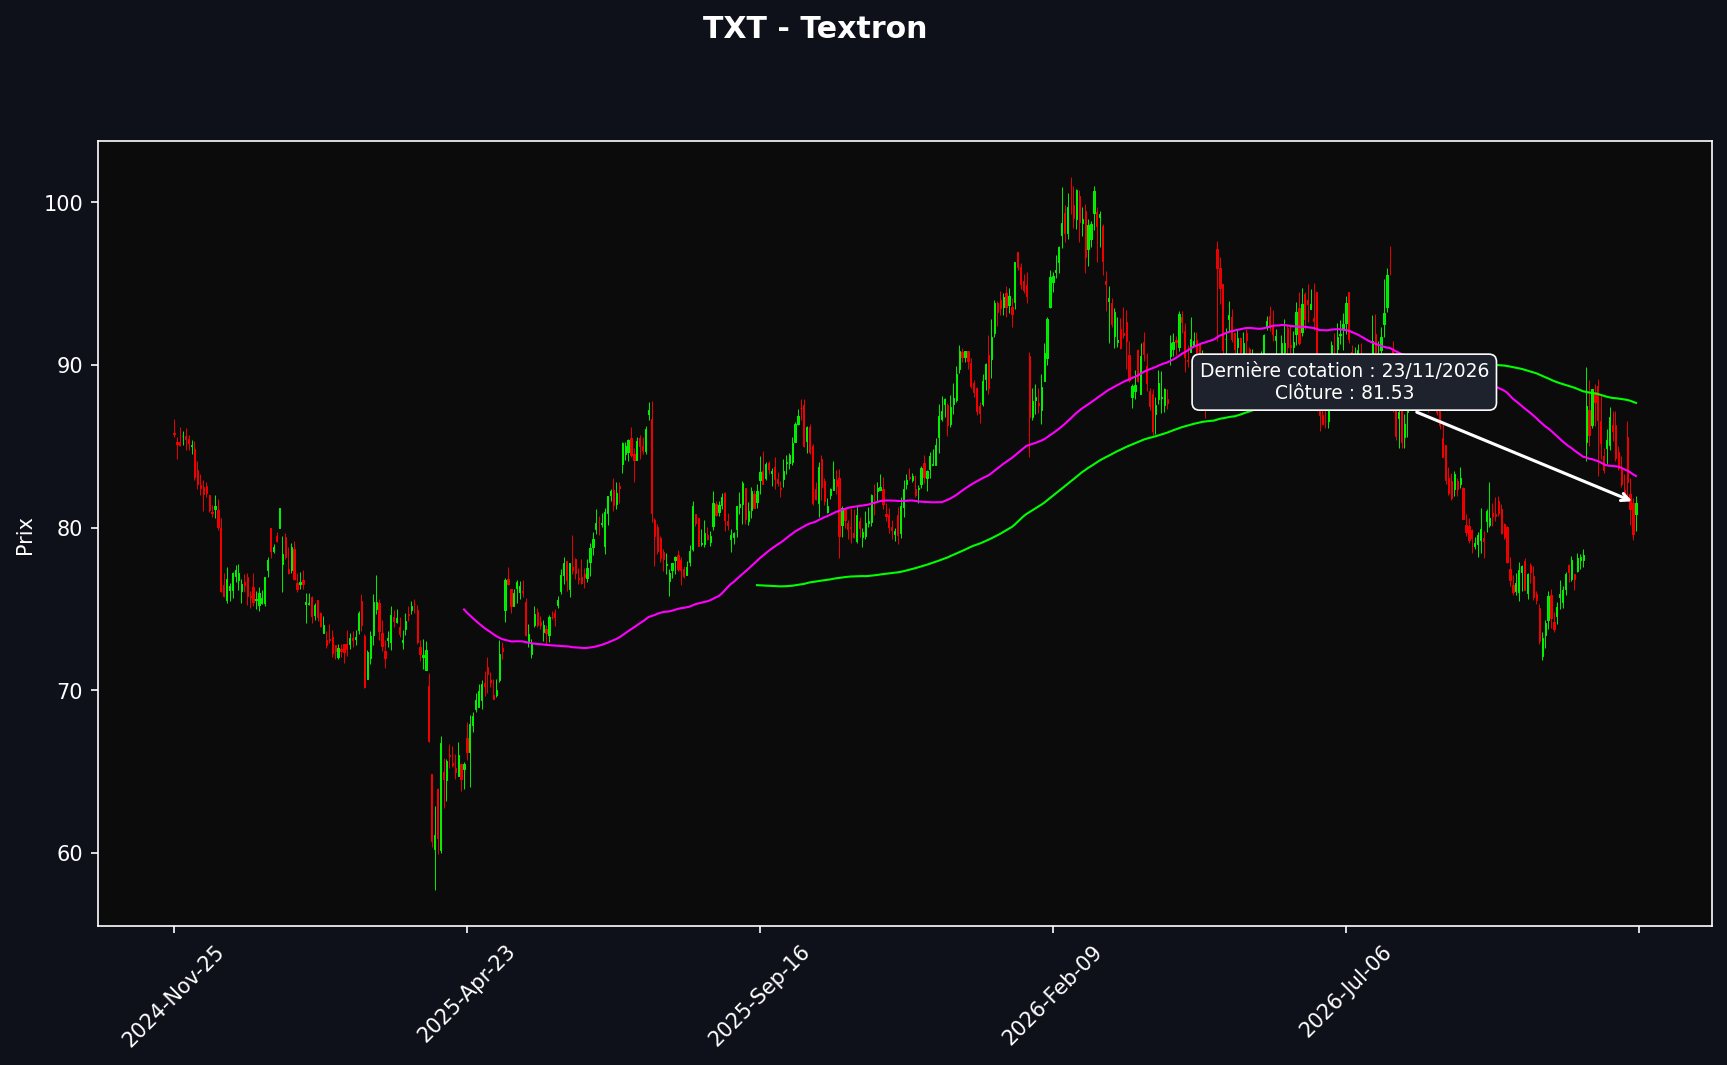 TXT - Textron
Prix
100
90
80
70
60
Dernière cotation : 23/11/2026
Clôture : 81.53
2024-Nov-25
2025-Apr-23
2025-Sep-16
2026-Feb-09
2026-Jul-06